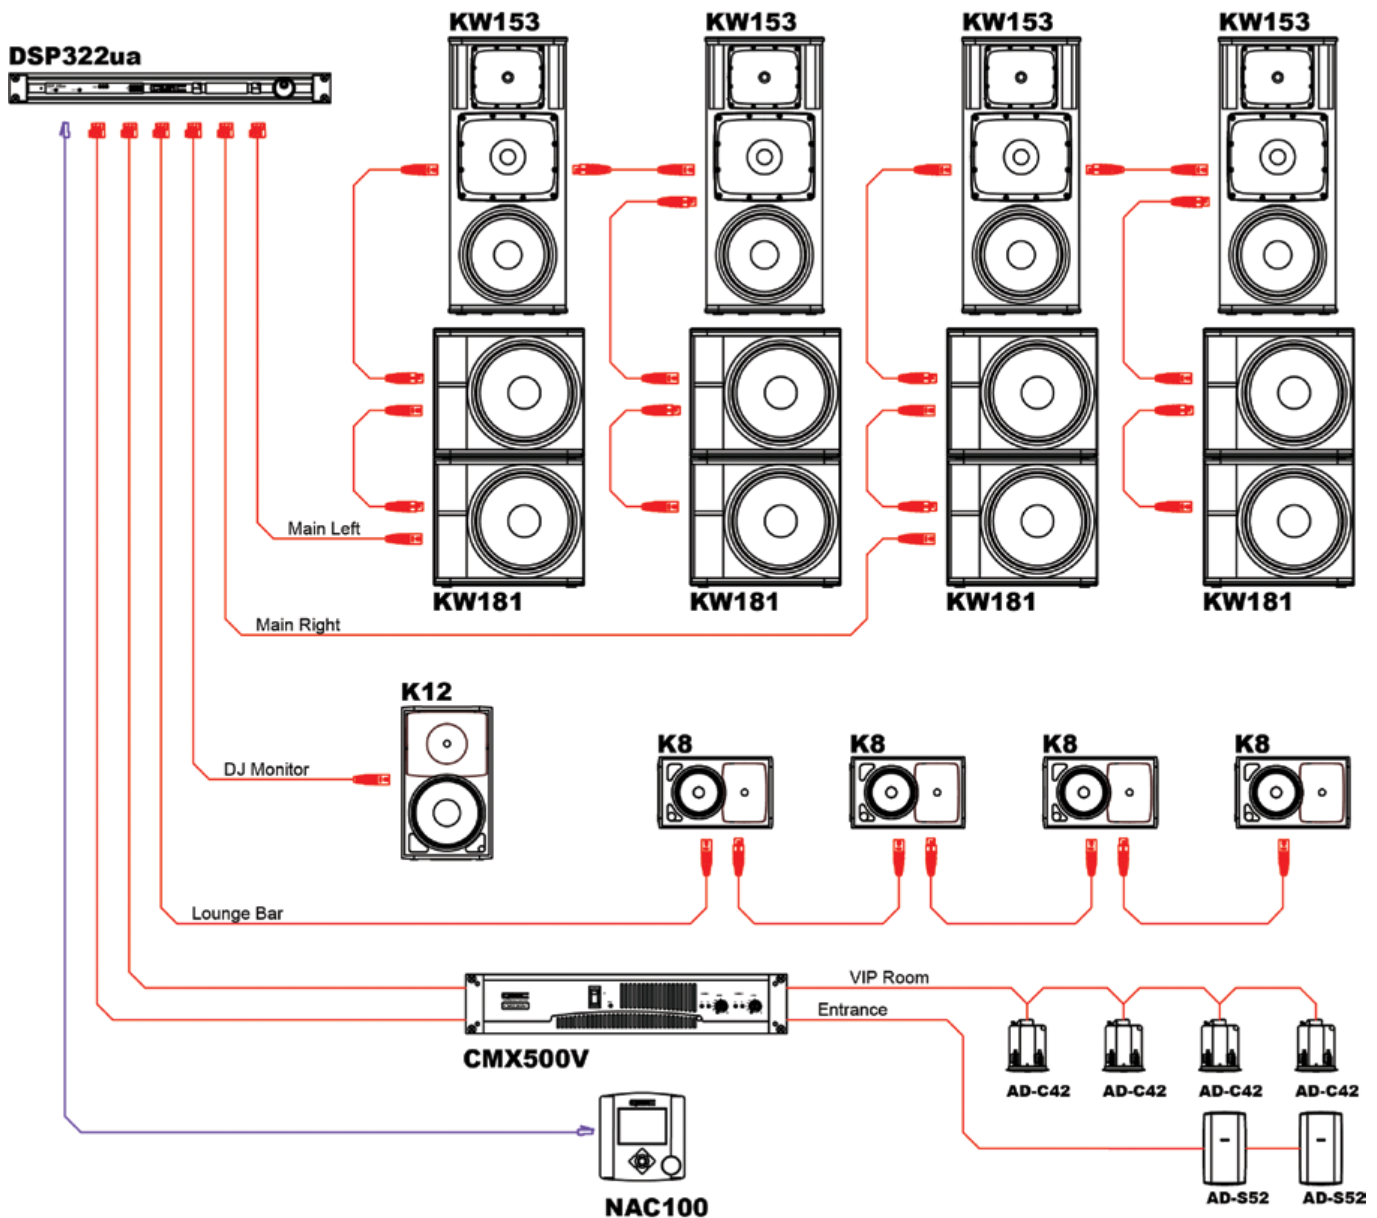 KW153 KW153 KW153 KW153
DSP322ua
Main Left
KW181 KW181 KW181 KW181
Main Right
K12
K8 K8 K8 K8
DJ Monitor
Lounge Bar
VIP Room
Entrance
CMX500V
AD-C42 AD-C42 AD-C42 AD-C42
AD-S52 AD-S52
NAC100